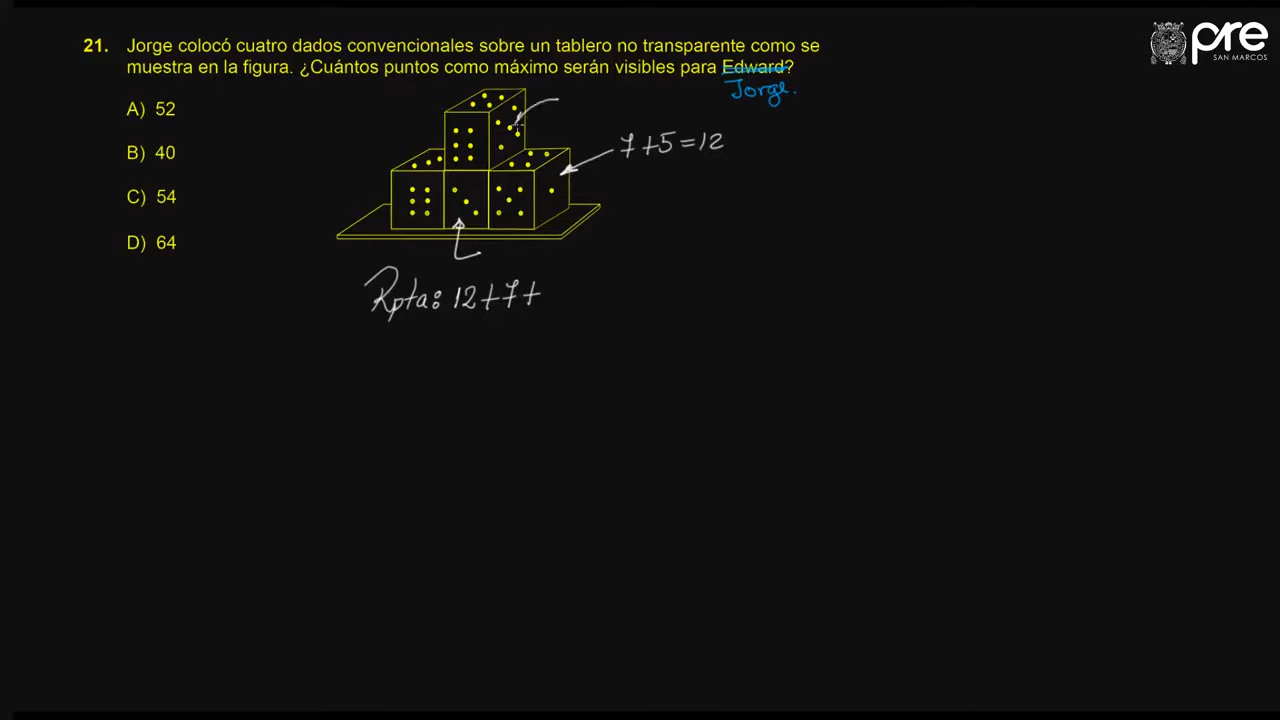 pre
SAN MARCOS
21. Jorge colocó cuatro dados convencionales sobre un tablero no transparente como se
muestra en la figura. ¿Cuántos puntos como máximo serán visibles para Edward?
Jorge.
A) 52
B) 40
C) 54
D) 64
7+5=12
Rpta: 12+7+